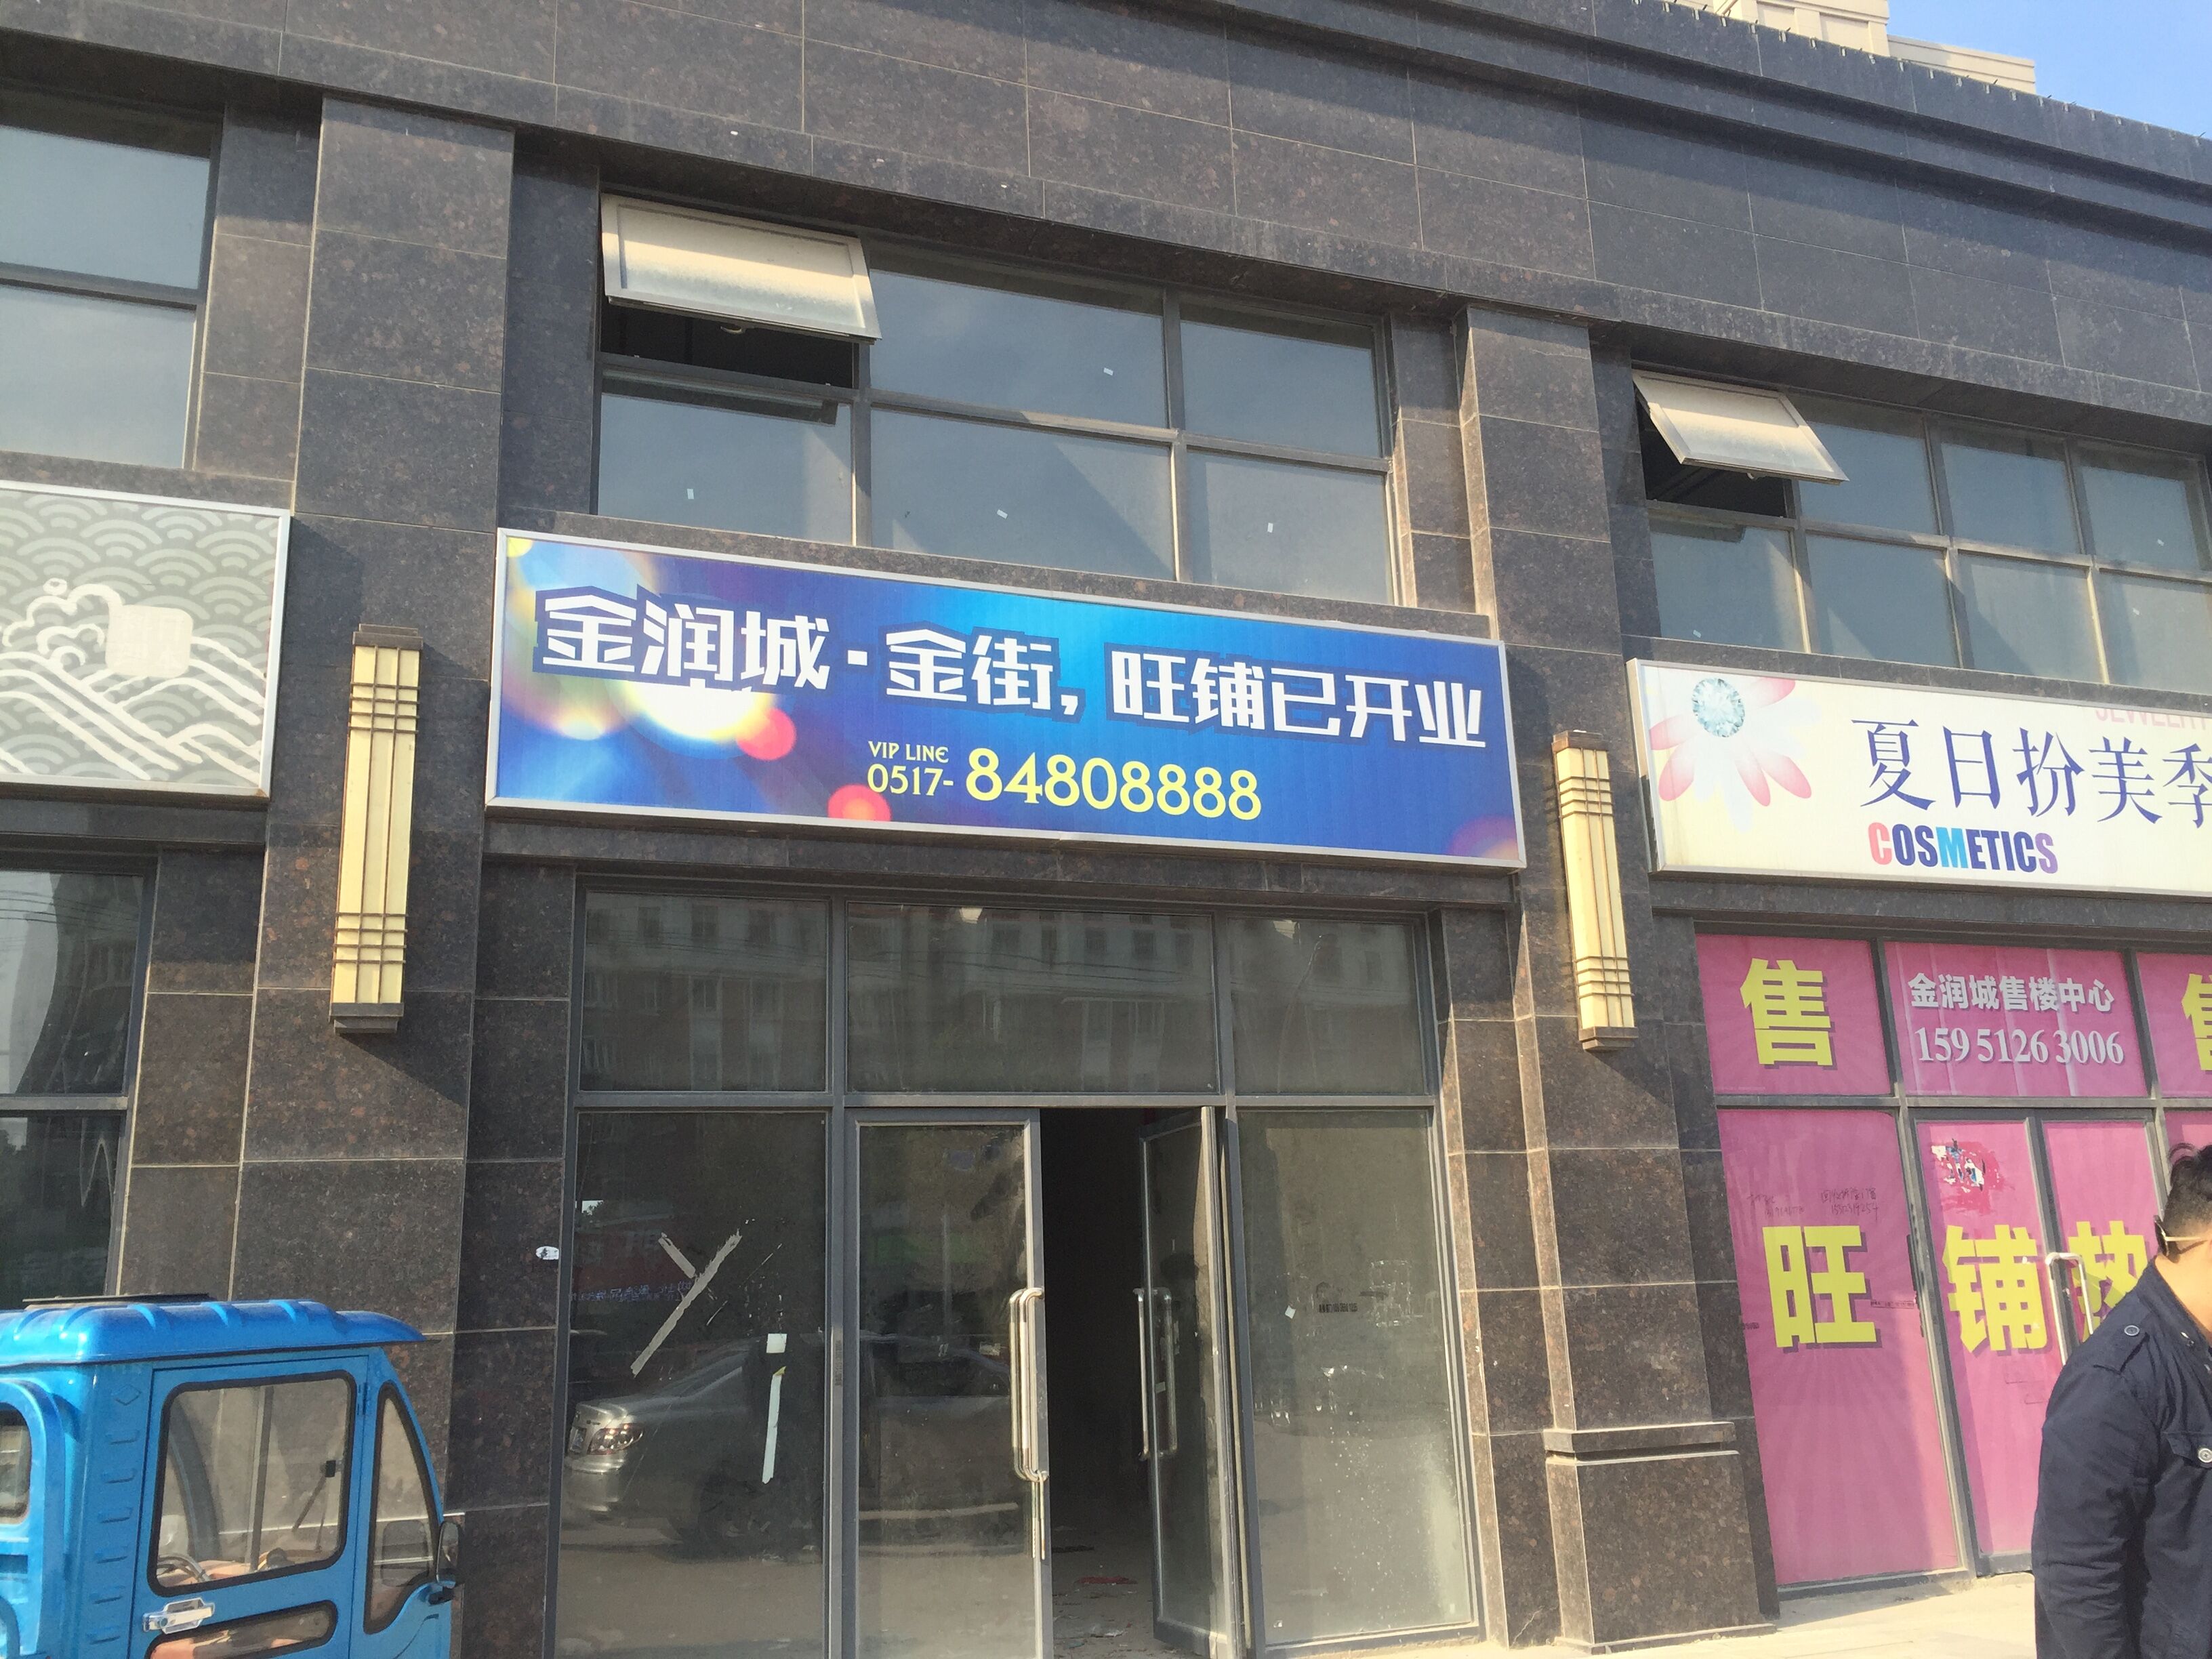 金润城·金街，旺铺已开业
VIP LINE
0517-84808888
夏日扮美季
COSMETICS
售
金润城售楼中心
159 5126 3006
旺铺热